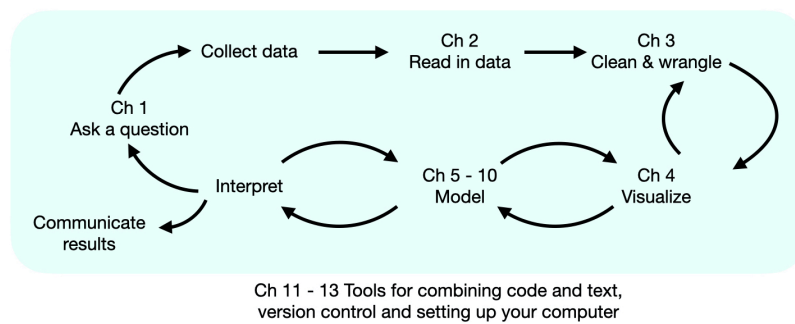 Collect data
Ch 2
Read in data
Ch 3
Clean & wrangle
Ch 1
Ask a question
Interpret
Ch 5 - 10
Model
Ch 4
Visualize
Communicate
results
Ch 11 - 13 Tools for combining code and text,
version control and setting up your computer